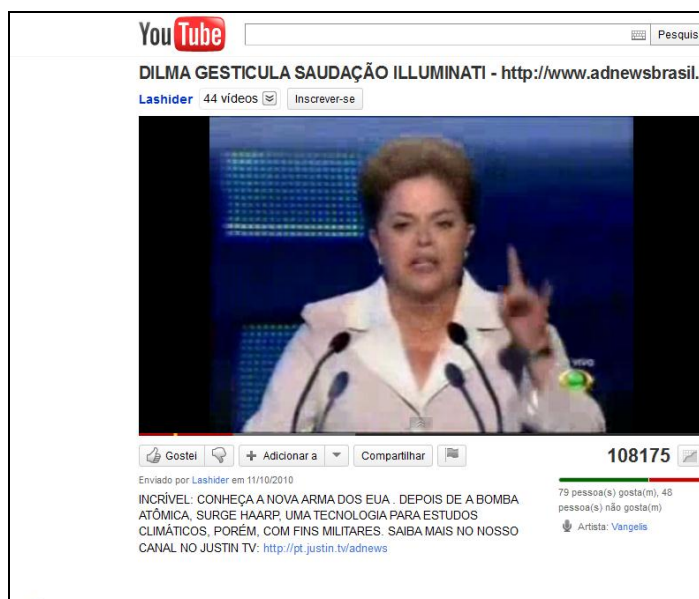 You Tube
Pesquis
DILMA GESTICULA SAUDAÇÃO ILLUMINATI - http://www.adnewsbrasil.
Lashider 44 vídeos Inscrever-se
vivo
Gostei Adicionar a Compartilhar 108175
Enviado por Lashider em 11/10/2010
INCRÍVEL: CONHEÇA A NOVA ARMA DOS EUA . DEPOIS DE A BOMBA
ATÔMICA, SURGE HAARP, UMA TECNOLOGIA PARA ESTUDOS
CLIMÁTICOS, PORÉM, COM FINS MILITARES. SAIBA MAIS NO NOSSO
CANAL NO JUSTIN TV: http://pt.justin.tv/adnews
79 pessoa(s) gosta(m), 48
pessoa(s) não gosta(m)
Artista: Vangelis